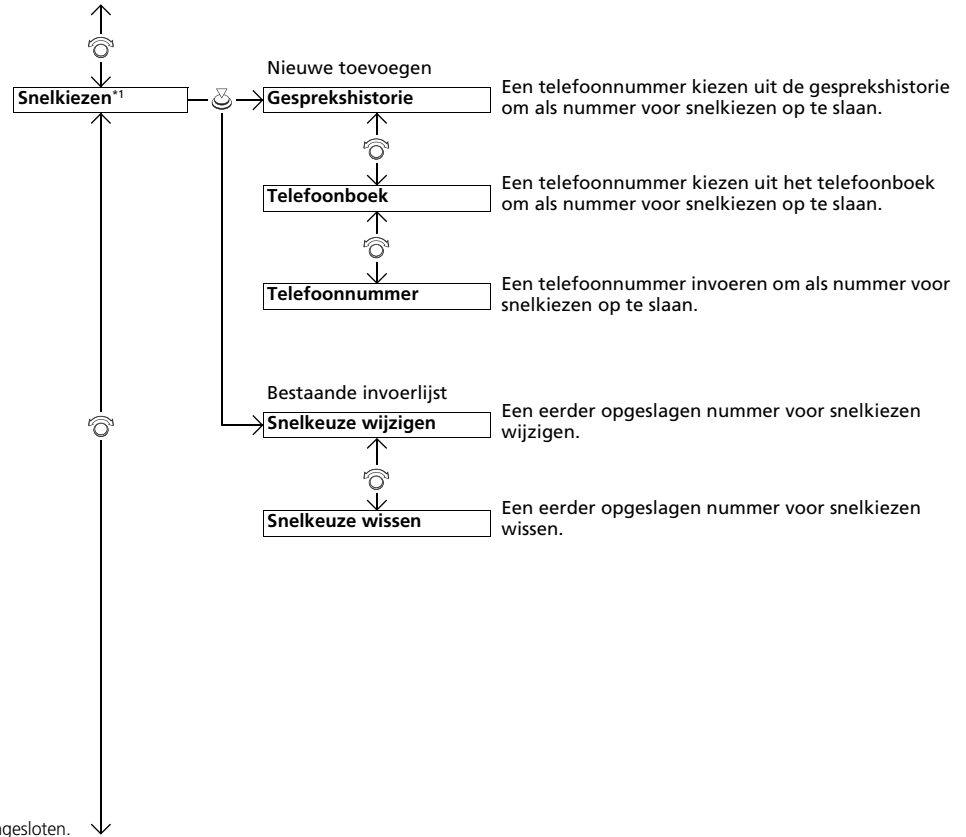 Nieuwe toevoegen
Snelkiezen*1
Gesprekshistorie
Een telefoonnummer kiezen uit de gesprekshistorie
om als nummer voor snelkiezen op te slaan.
Telefoonboek
Een telefoonnummer kiezen uit het telefoonboek
om als nummer voor snelkiezen op te slaan.
Telefoonnummer
Een telefoonnummer invoeren om als nummer voor
snelkiezen op te slaan.
Bestaande invoerlijst
Snelkeuze wijzigen
Een eerder opgeslagen nummer voor snelkiezen
wijzigen.
Snelkeuze wissen
Een eerder opgeslagen nummer voor snelkiezen
wissen.